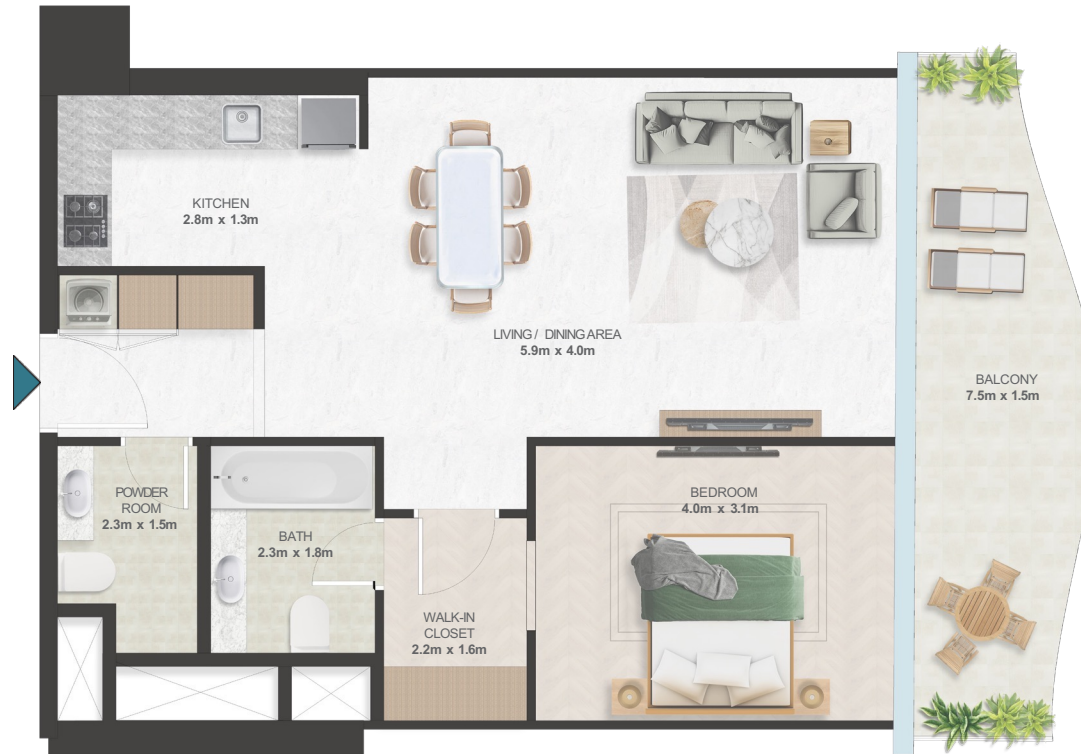 KITCHEN
2.8m x 1.3m
LIVING / DINING AREA
5.9m x 4.0m
BALCONY
7.5m x 1.5m
POWDER
ROOM
2.3m x 1.5m
BATH
2.3m x 1.8m
BEDROOM
4.0m x 3.1m
WALK-IN
CLOSET
2.2m x 1.6m